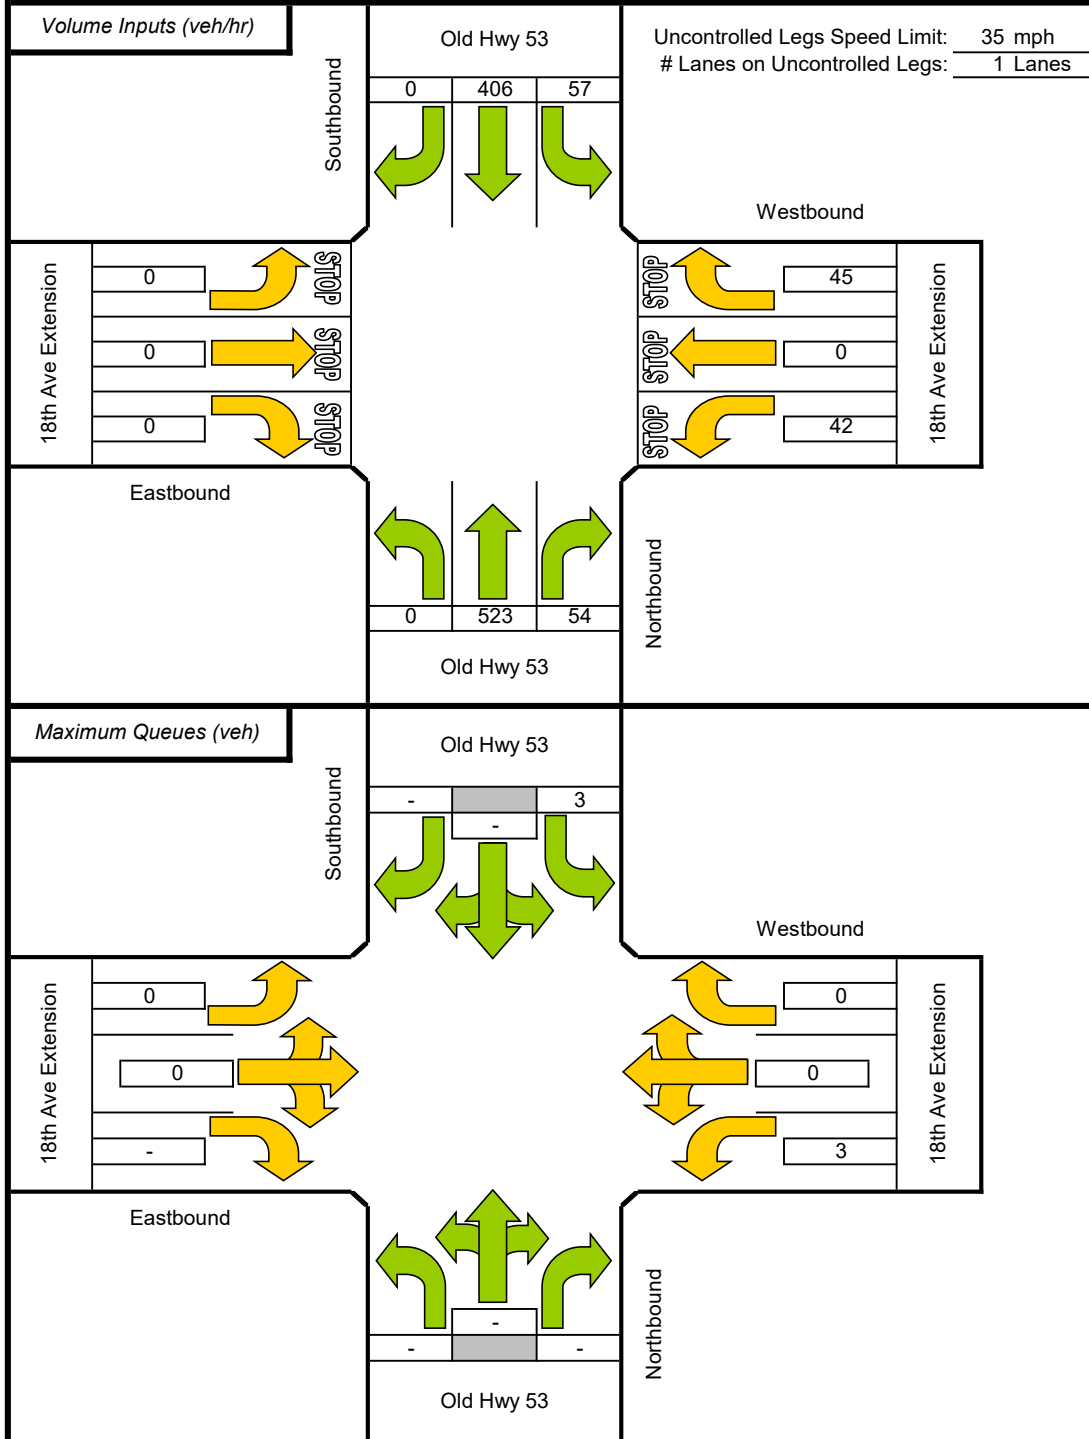 Volume Inputs (veh/hr)
Old Hwy 53
Uncontrolled Legs Speed Limit: 35 mph
# Lanes on Uncontrolled Legs: 1 Lanes
Southbound
0 406 57
Westbound
18th Ave Extension
0 STOP
0 STOP
0 STOP
STOP 45
STOP 0
STOP 42
18th Ave Extension
Eastbound
Northbound
0 523 54
Old Hwy 53
Maximum Queues (veh)
Old Hwy 53
Southbound
- 3
-
Westbound
18th Ave Extension
0
0
-
0
0
3
18th Ave Extension
Eastbound
Northbound
-
- -
Old Hwy 53